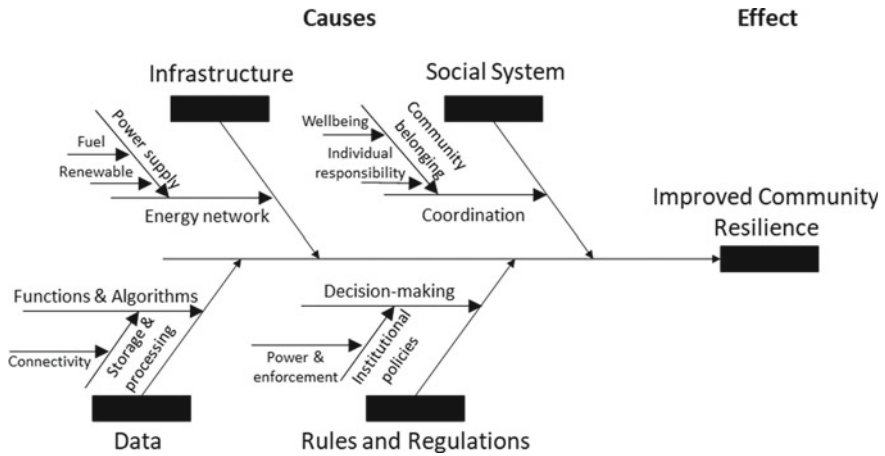 Causes
Effect
Infrastructure
Social System
Power supply
Fuel
Renewable
Energy network
Wellbeing
Individual
responsibility
Community
belonging
Coordination
Improved Community
Resilience
Functions & Algorithms
Connectivity
Storage &
processing
Data
Decision-making
Power &
enforcement
Institutional
policies
Rules and Regulations